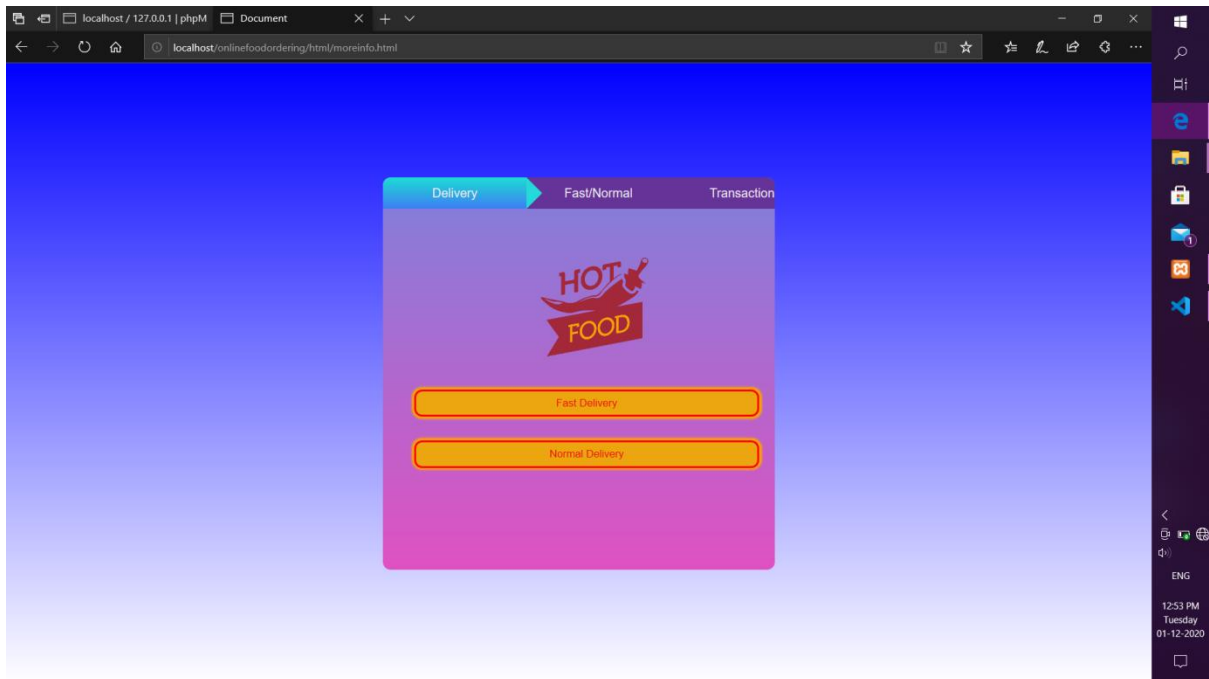 localhost / 127.0.0.1 | phpM
Document
localhost/onlinefoodordering/html/moreinfo.html
Delivery
Fast/Normal
Transaction
HOT
FOOD
Fast Delivery
Normal Delivery
1
ENG
12:53 PM
Tuesday
01-12-2020